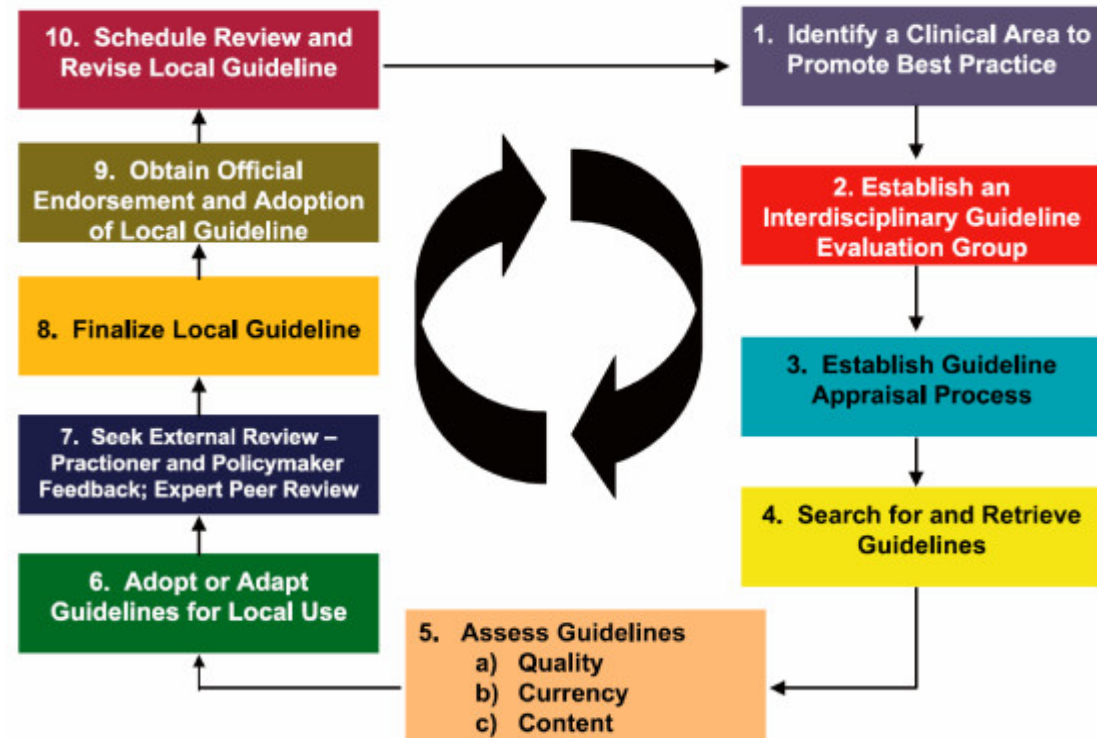 10. Schedule Review and
Revise Local Guideline
1. Identify a Clinical Area to
Promote Best Practice
9. Obtain Official
Endorsement and Adoption
of Local Guideline
2. Establish an
Interdisciplinary Guideline
Evaluation Group
8. Finalize Local Guideline
3. Establish Guideline
Appraisal Process
7. Seek External Review –
Practioner and Policymaker
Feedback; Expert Peer Review
4. Search for and Retrieve
Guidelines
6. Adopt or Adapt
Guidelines for Local Use
5. Assess Guidelines
a) Quality
b) Currency
c) Content